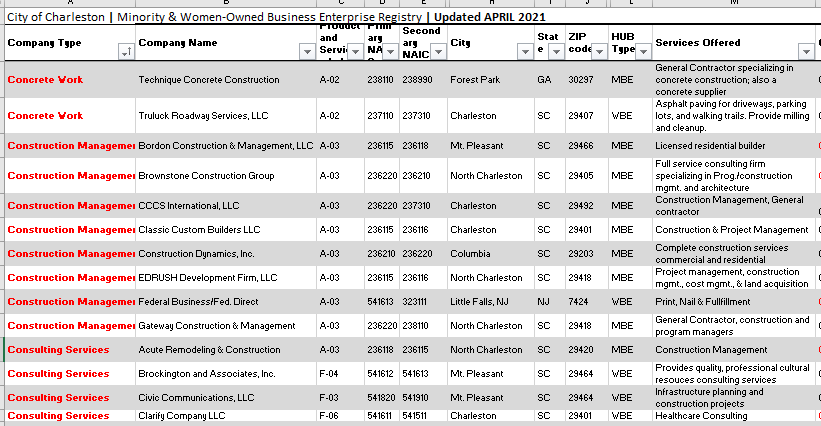 A B C D E H I J L M
City of Charleston | Minority & Women-Owned Business Enterprise Registry | Updated APRIL 2021
Company Type Company Name and Servi ary NA Second ary NAIC City Stat e ZIP code HUB Type Services Offered
Concrete Work Technique Concrete Construction A-02 238110 238990 Forest Park GA 30297 MBE General Contractor specializing in
concrete construction; also a
concrete supplier
Concrete Work Truluck Roadway Services, LLC A-02 237110 237310 Charleston SC 29407 WBE Asphalt paving for driveways, parking
lots, and walking trails. Provide milling
and cleanup.
Construction Managemer Bordon Construction & Management, LLC A-03 236115 236118 Mt. Pleasant SC 29466 MBE Licensed residential builder
Construction Managemer Brownstone Construction Group A-03 236220 236210 North Charleston SC 29405 MBE Full service consulting firm
specializing in Prog./construction
mgmt. and architecture
Construction Managemer CCCS International, LLC A-03 236220 237310 Charleston SC 29492 MBE Construction Management, General
contractor
Construction Managemer Classic Custom Builders LLC A-03 236115 236116 Charleston SC 29401 MBE Construction & Project Management
Construction Managemer Construction Dynamics, Inc. A-03 236210 236220 Columbia SC 29203 MBE Complete construction services
commercial and residential
Construction Managemer EDRUSH Development Firm, LLC A-03 236115 236116 North Charleston SC 29418 MBE Project management, construction
mgmt., cost mgmt., & land acquisition
Construction Managemer Federal Business/Fed. Direct A-03 541613 323111 Little Falls, NJ NJ 7424 WBE Print, Nail & Fullfillment
Construction Managemer Gateway Construction & Management A-03 236220 238110 North Charleston SC 29418 MBE General Contractor, construction and
program managers
Consulting Services Acute Remodeling & Construction A-03 236118 236115 North Charleston SC 29420 MBE Construction Management
Consulting Services Brockington and Associates, Inc. F-04 541612 541613 Mt. Pleasant SC 29464 WBE Provides quality, professional cultural
resouces consulting services
Consulting Services Civic Communications, LLC F-03 541820 541910 Mt. Pleasant SC 29464 WBE Infrastructure planning and
construction projects
Consulting Services Clarify Company LLC F-06 541611 541511 Charleston SC 29401 WBE Healthcare Consulting